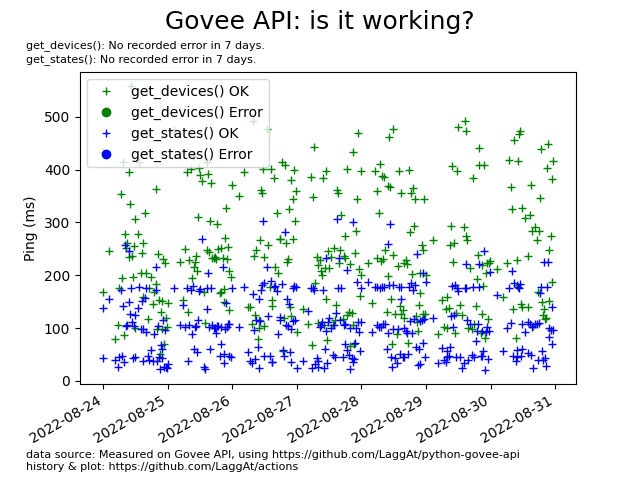 Govee API: is it working?
get_devices(): No recorded error in 7 days.
get_states(): No recorded error in 7 days.
get_devices() OK
get_devices() Error
get_states() OK
get_states() Error
Ping (ms)
500
400
300
200
100
0
2022-08-24
2022-08-25
2022-08-26
2022-08-27
2022-08-28
2022-08-29
2022-08-30
2022-08-31
data source: Measured on Govee API, using https://github.com/LaggAt/python-govee-api
history & plot: https://github.com/LaggAt/actions